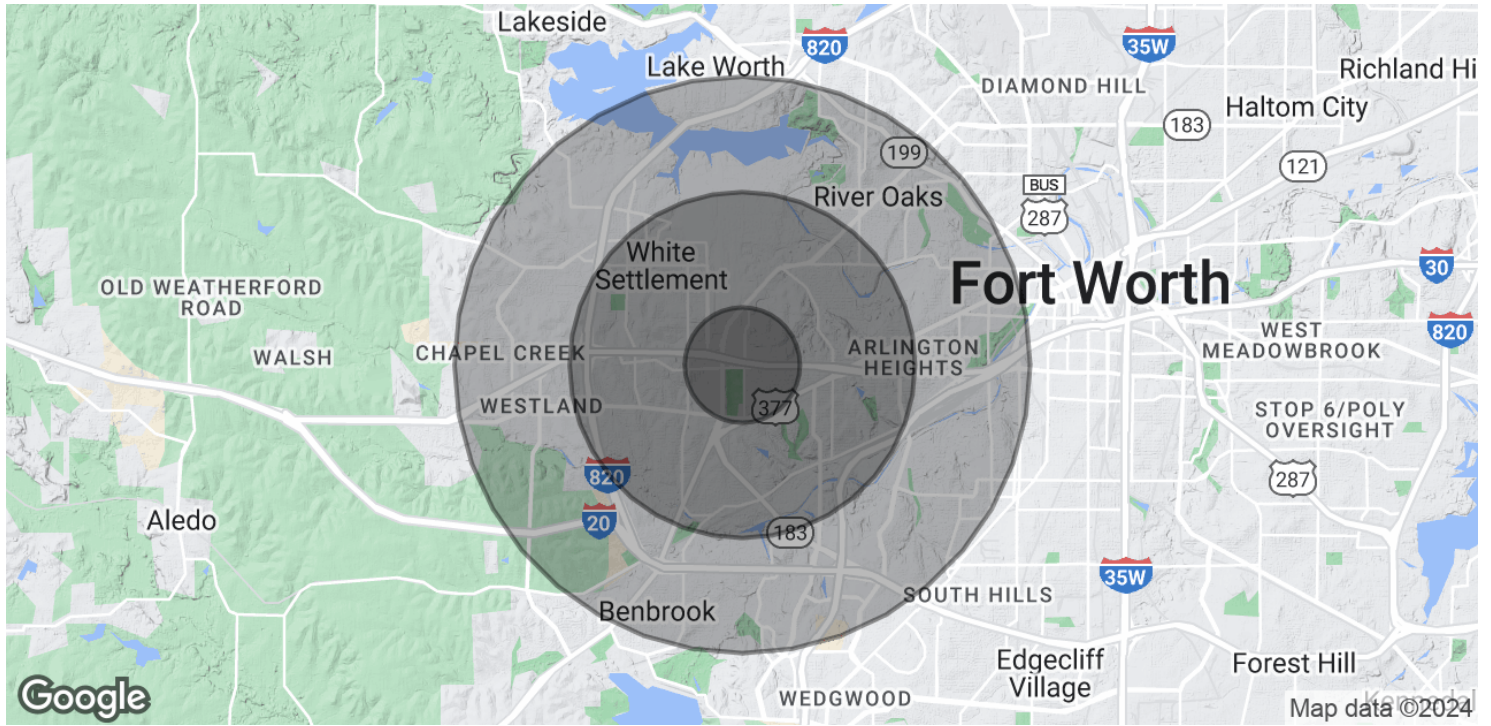 Lakeside
820
35W
Lake Worth
Richland Hi
DIAMOND HILL
Haltom City
183
199
121
BUS
287
River Oaks
White
Settlement
30
Fort Worth
OLD WEATHERFORD
ROAD
820
WEST
MEADOWBROOK
WALSH
CHAPEL CREEK
ARLINGTON
HEIGHTS
377
WESTLAND
STOP 6/POLY
OVERSIGHT
820
287
20
Aledo
183
35W
SOUTH HILLS
Benbrook
Edgecliff
Village
Forest Hill
WEDGWOOD
Google
Kennedal
Map data ©2024